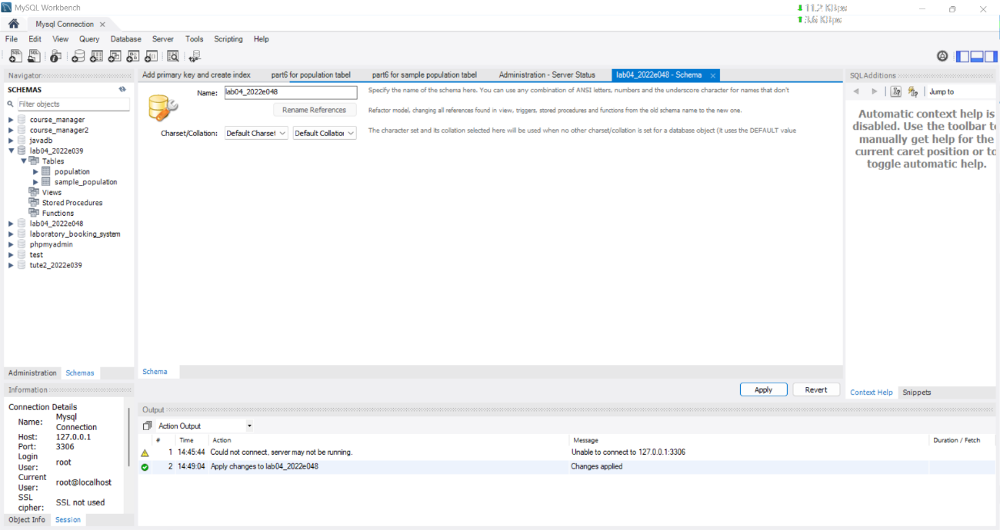 MySQL Workbench
11.2 KBps
3.6 KBps
Mysql Connection
File Edit View Query Database Server Tools Scripting Help
Navigator
SCHEMAS
Filter objects
course_manager
course_manager2
javadb
lab04_2022e039
Tables
population
sample_population
Views
Stored Procedures
Functions
lab04_2022e048
laboratory_booking_system
phpmyadmin
test
tute2_2022e039
Administration Schemas
Information
Connection Details
Name: Mysql Connection
Host: 127.0.0.1
Port: 3306
Login User: root
Current User: root@localhost
SSL cipher: SSL not used
Object Info Session
Add primary key and create index part6 for population tabel part6 for sample population tabel Administration - Server Status lab04_2022e048 - Schema
Name: lab04_2022e048 Specify the name of the schema here. You can use any combination of ANSI letters, numbers and the underscore character for names that don't
Rename References Refactor model, changing all references found in view, triggers, stored procedures and functions from the old schema name to the new one.
Charset/Collation: Default Charset Default Collation The character set and its collation selected here will be used when no other charset/collation is set for a database object (it uses the DEFAULT value
Schema
Apply Revert
Output
Action Output
# Time Action Message Duration / Fetch
1 14:45:44 Could not connect, server may not be running. Unable to connect to 127.0.0.1:3306
2 14:49:04 Apply changes to lab04_2022e048 Changes applied
SQLAdditions
Jump to
Automatic context help is
disabled. Use the toolbar to
manually get help for the
current caret position or to
toggle automatic help.
Context Help Snippets